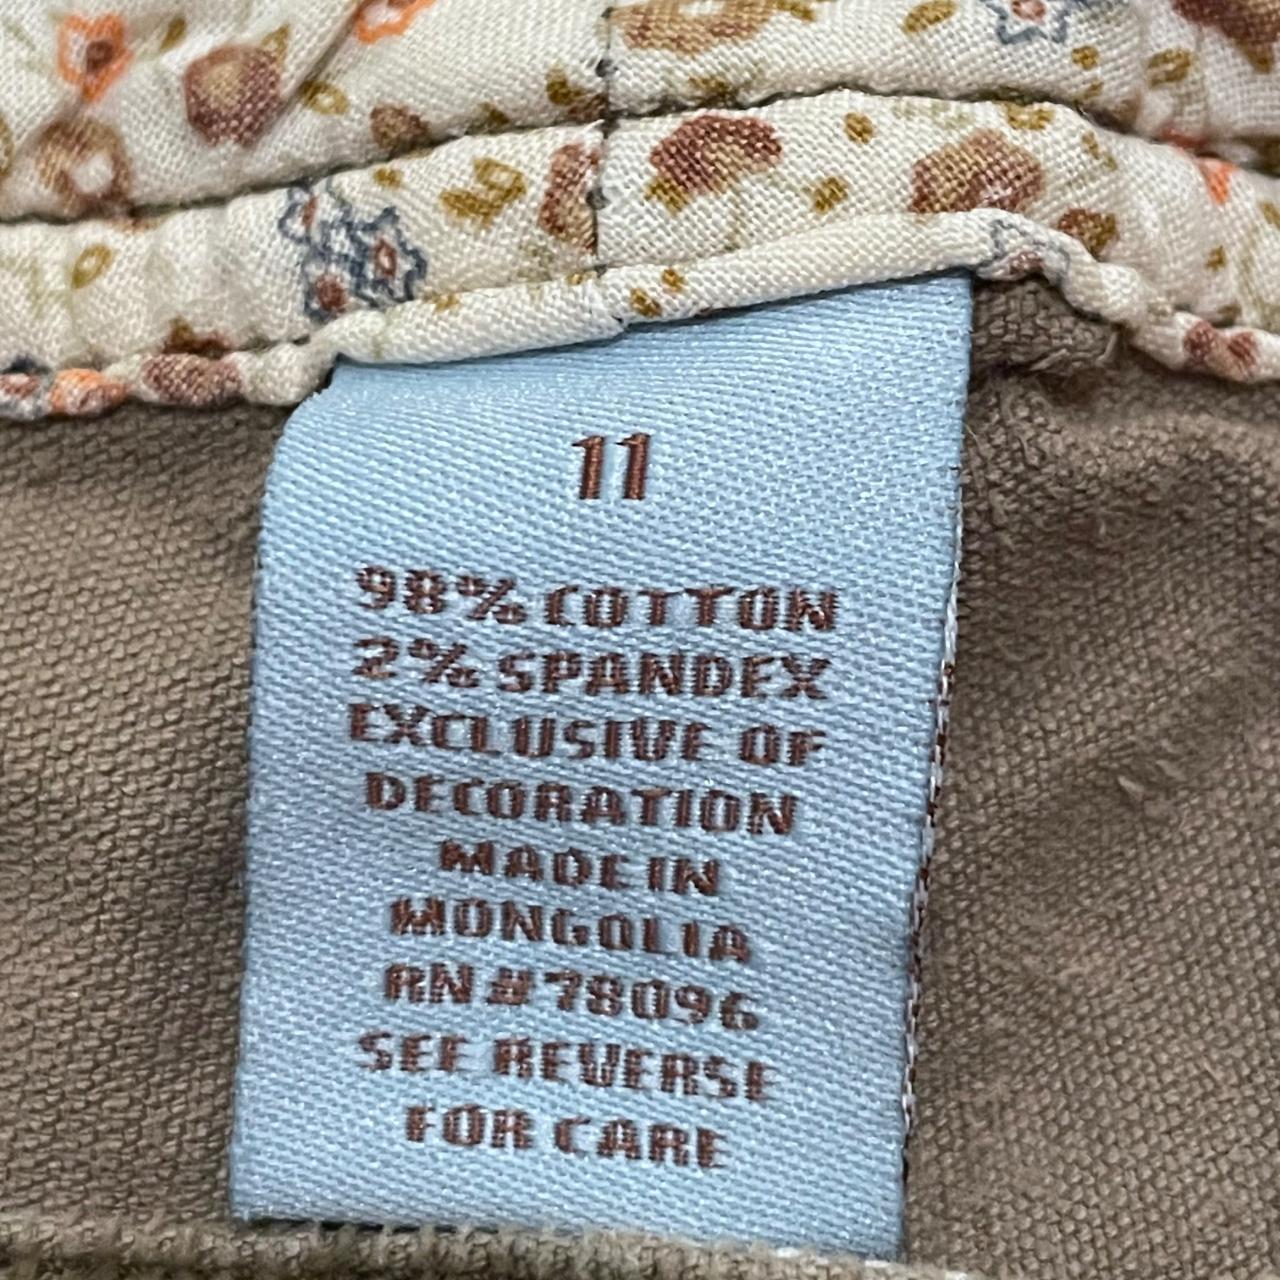 11
98% COTTON
2% SPANDEX
EXCLUSIVE OF
DECORATION
MADE IN
MONGOLIA
RN#78096
SEE REVERSE
FOR CARE